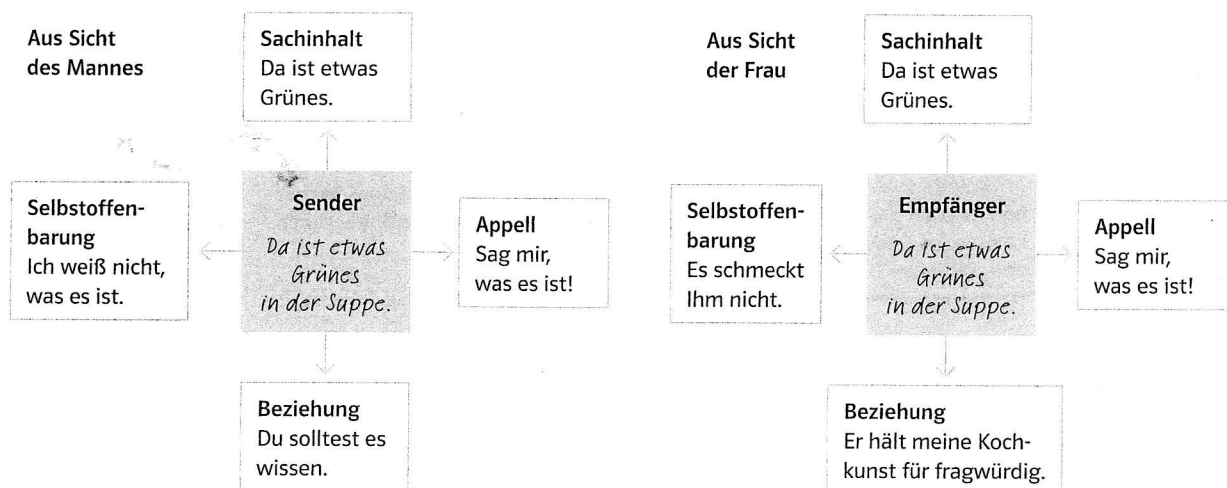 Aus Sicht
des Mannes
Sachinhalt
Da ist etwas
Grünes.
Selbstoffen-
barung
Ich weiß nicht,
was es ist.
Sender
Da ist etwas
Grünes
in der Suppe.
Appell
Sag mir,
was es ist!
Beziehung
Du solltest es
wissen.
Aus Sicht
der Frau
Sachinhalt
Da ist etwas
Grünes.
Selbstoffen-
barung
Es schmeckt
Ihm nicht.
Empfänger
Da ist etwas
Grünes
in der Suppe.
Appell
Sag mir,
was es ist!
Beziehung
Er hält meine Koch-
kunst für fragwürdig.